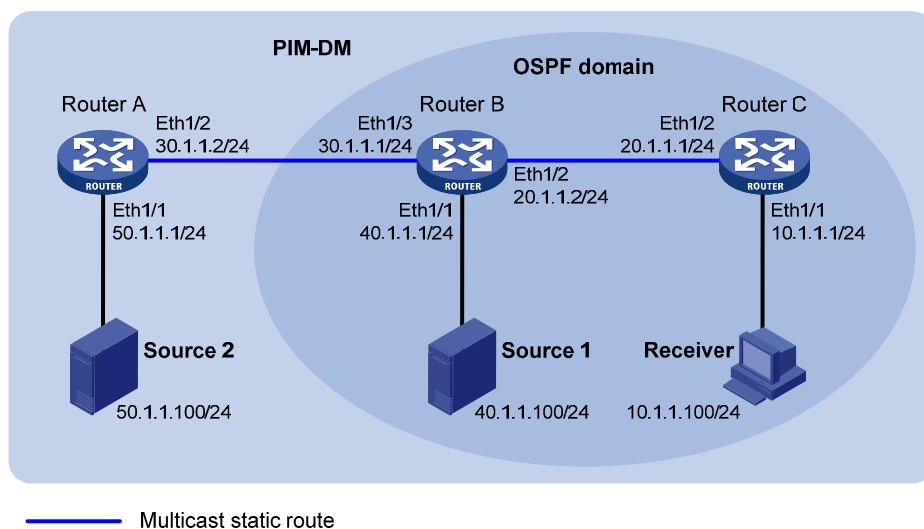 PIM-DM
OSPF domain
Router A
Router B
Router C
Eth1/2
30.1.1.2/24
Eth1/3
30.1.1.1/24
Eth1/2
20.1.1.1/24
ROUTER
ROUTER
ROUTER
Eth1/2
20.1.1.2/24
Eth1/1
50.1.1.1/24
Eth1/1
40.1.1.1/24
Eth1/1
10.1.1.1/24
Source 2
Source 1
Receiver
50.1.1.100/24
40.1.1.100/24
10.1.1.100/24
Multicast static route